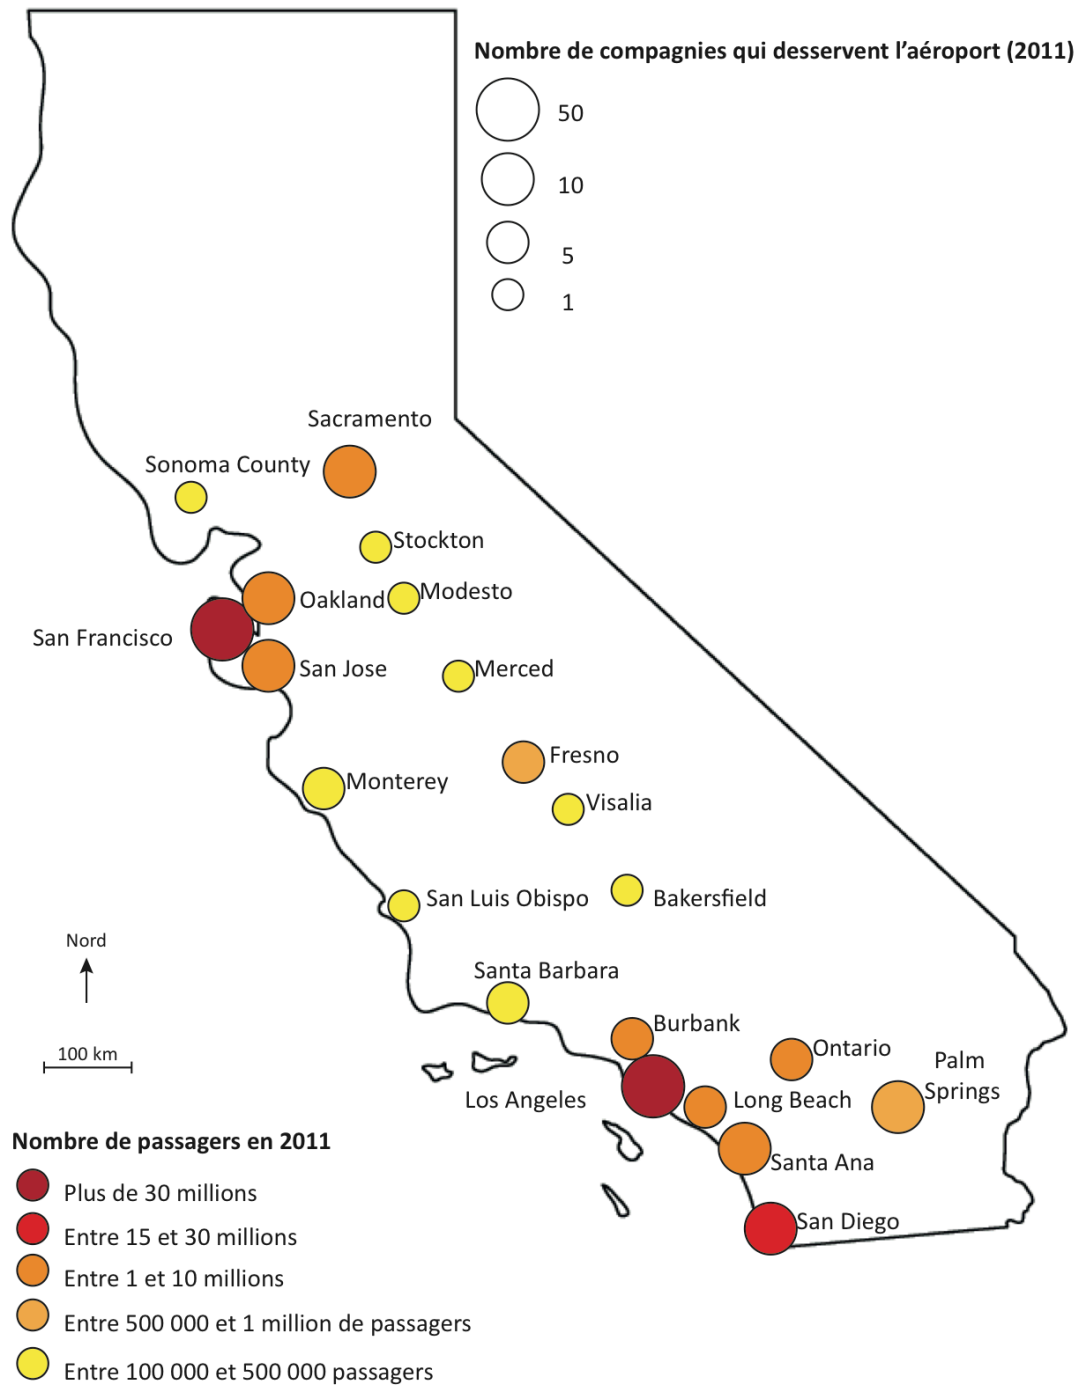 Nombre de compagnies qui desservent l’aéroport (2011)
50
10
5
1
Sacramento
Sonoma County
Stockton
Modesto
Oakland
San Francisco
San Jose
Merced
Fresno
Monterey
Visalia
San Luis Obispo
Bakersfield
Nord
Santa Barbara
Burbank
100 km
Ontario
Palm
Springs
Los Angeles
Long Beach
Santa Ana
San Diego
Nombre de passagers en 2011
Plus de 30 millions
Entre 15 et 30 millions
Entre 1 et 10 millions
Entre 500 000 et 1 million de passagers
Entre 100 000 et 500 000 passagers